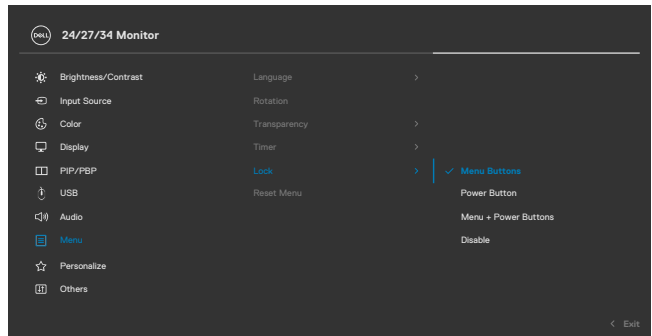 DELL 24/27/34 Monitor
Brightness/Contrast Language
Input Source Rotation
Color Transparency
Display Timer
PIP/PBP Lock Menu Buttons
USB Reset Menu Power Button
Audio Menu + Power Buttons
Menu Disable
Personalize
Others
Exit